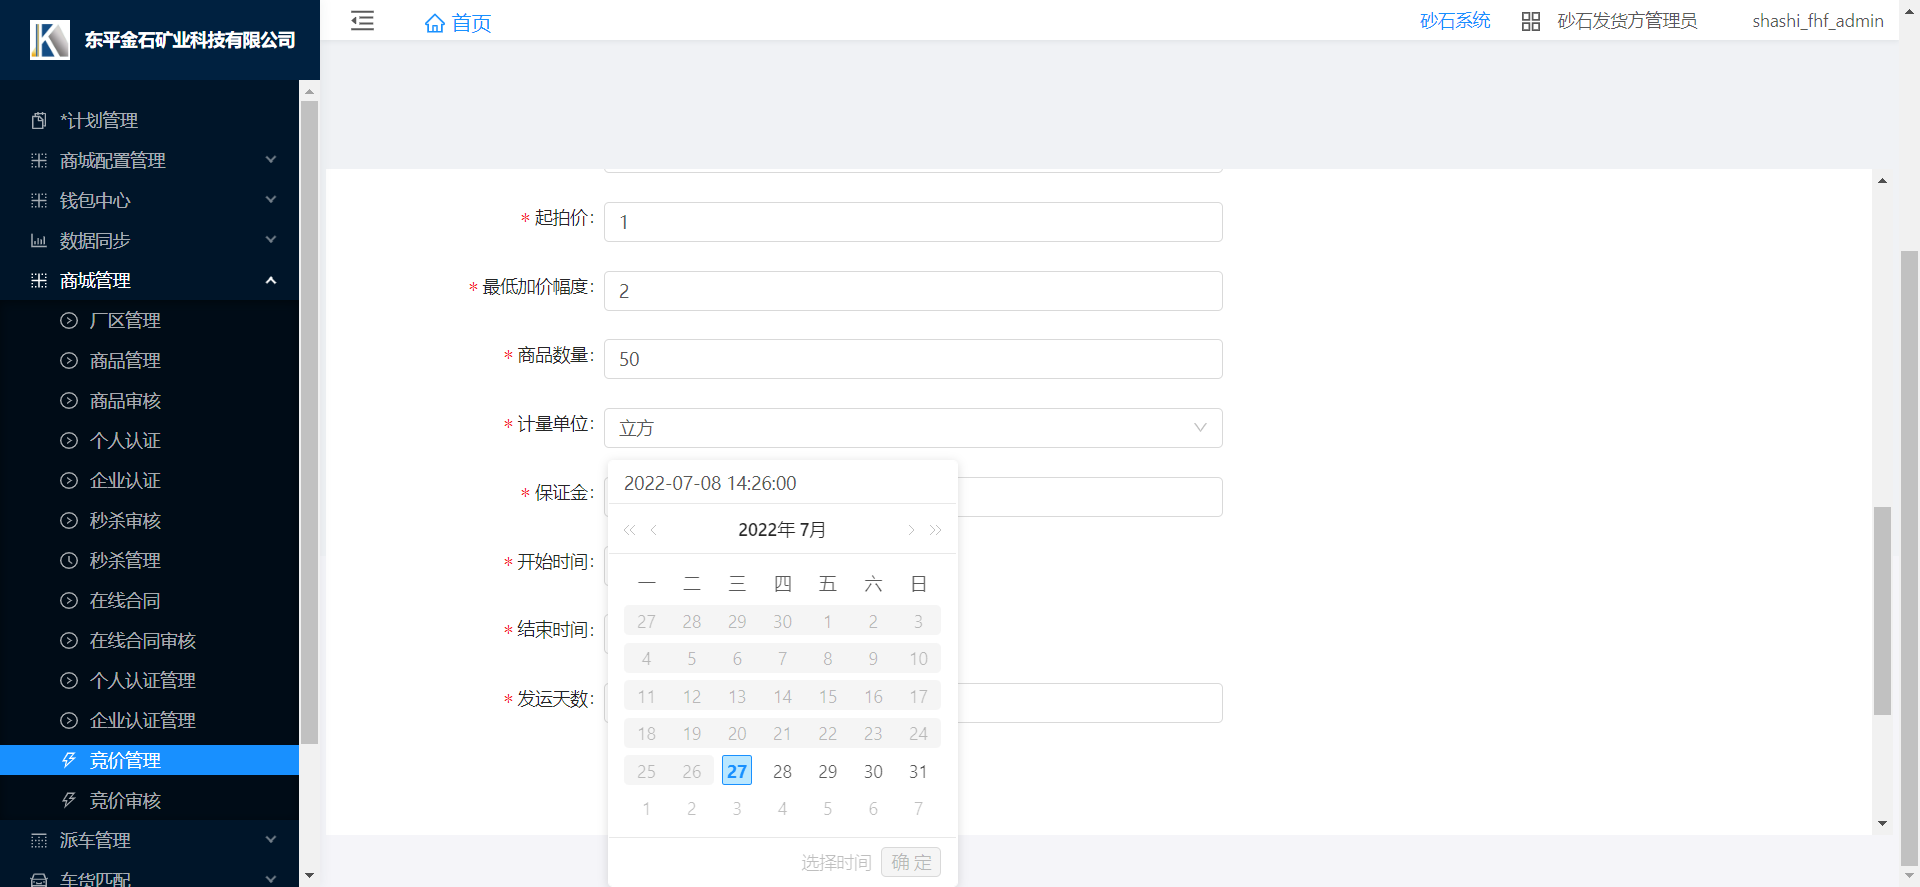 东平金石矿业科技有限公司
首页
砂石系统
砂石发货方管理员
shashi_fhf_admin
*计划管理
商城配置管理
钱包中心
数据同步
商城管理
厂区管理
商品管理
商品审核
个人认证
企业认证
秒杀审核
秒杀管理
在线合同
在线合同审核
个人认证管理
企业认证管理
竞价管理
竞价审核
派车管理
车货匹配
* 起拍价: 1
* 最低加价幅度: 2
* 商品数量: 50
* 计量单位: 立方
* 保证金:
* 开始时间:
* 结束时间:
* 发运天数:
2022-07-08 14:26:00
2022年 7月
一 二 三 四 五 六 日
27 28 29 30 1 2 3
4 5 6 7 8 9 10
11 12 13 14 15 16 17
18 19 20 21 22 23 24
25 26 27 28 29 30 31
1 2 3 4 5 6 7
选择时间 确 定